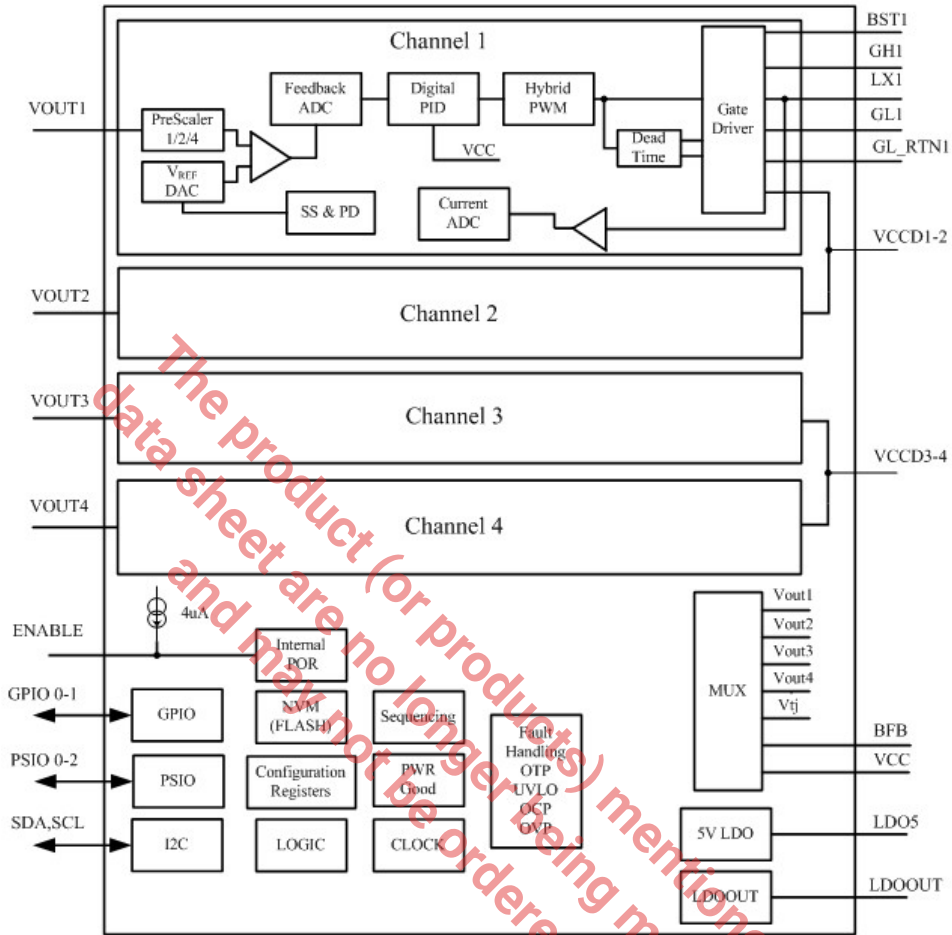 Channel 1
BST1
GH1
LX1
GL1
GL_RTN1
VOUT1
PreScaler
1/2/4
VREF
DAC
Feedback
ADC
Digital
PID
Hybrid
PWM
VCC
Dead
Time
Gate
Driver
SS & PD
Current
ADC
VCCD1-2
VOUT2
Channel 2
VOUT3
Channel 3
VCCD3-4
VOUT4
Channel 4
4uA
ENABLE
Internal
POR
GPIO 0-1
GPIO
NVM
(FLASH)
Sequencing
PSIO 0-2
PSIO
Configuration
Registers
PWR
Good
SDA,SCL
I2C
LOGIC
CLOCK
Fault
Handling
OTP
UVLO
OCP
OVP
MUX
Vout1
Vout2
Vout3
Vout4
Vtj
BFB
VCC
5V LDO
LDO5
LDOOUT
LDOOUT
The product (or products) mentione
data sheet are no longer being m
and may not be ordere